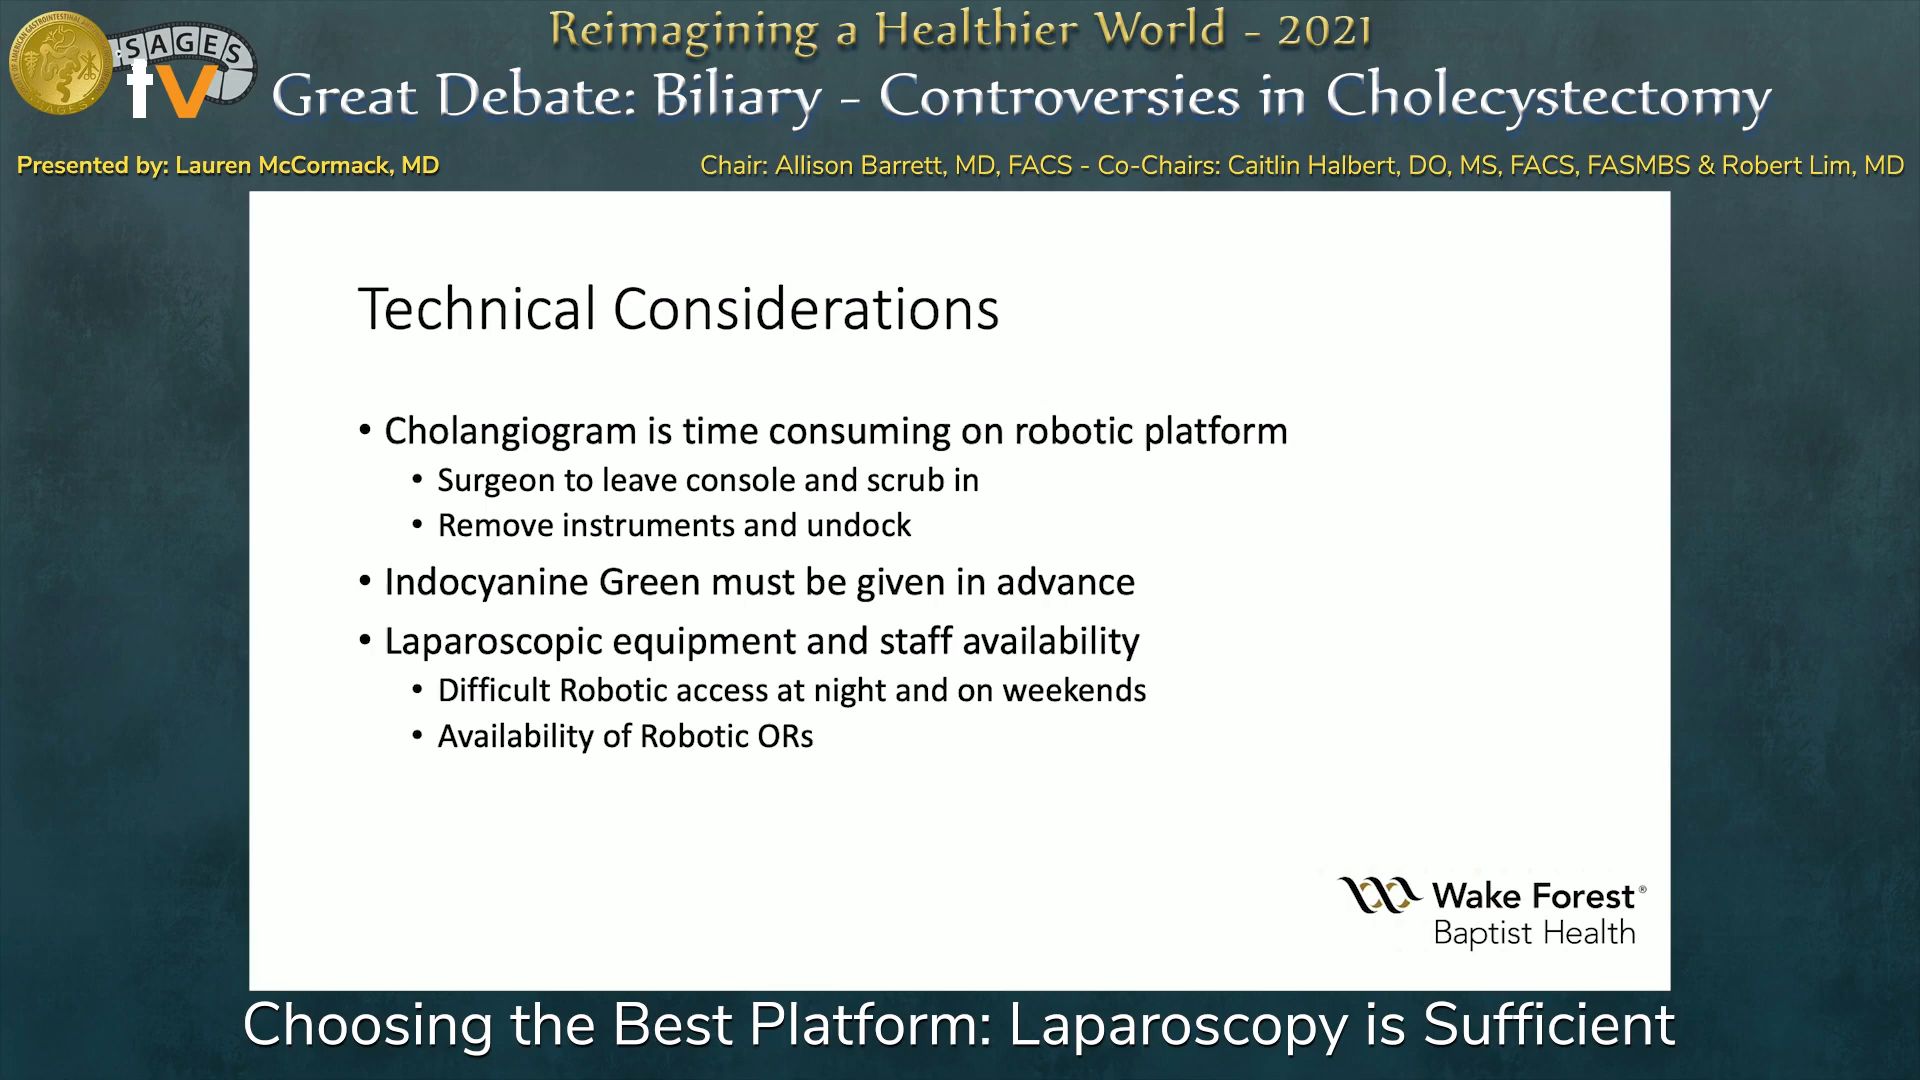 Reimagining a Healthier World - 2021
SAGES
tv
Great Debate: Biliary - Controversies in Cholecystectomy
Presented by: Lauren McCormack, MD
Chair: Allison Barrett, MD, FACS - Co-Chairs: Caitlin Halbert, DO, MS, FACS, FASMBS & Robert Lim, MD
Technical Considerations
• Cholangiogram is time consuming on robotic platform
• Surgeon to leave console and scrub in
• Remove instruments and undock
• Indocyanine Green must be given in advance
• Laparoscopic equipment and staff availability
• Difficult Robotic access at night and on weekends
• Availability of Robotic ORs
Wake Forest®
Baptist Health
Choosing the Best Platform: Laparoscopy is Sufficient